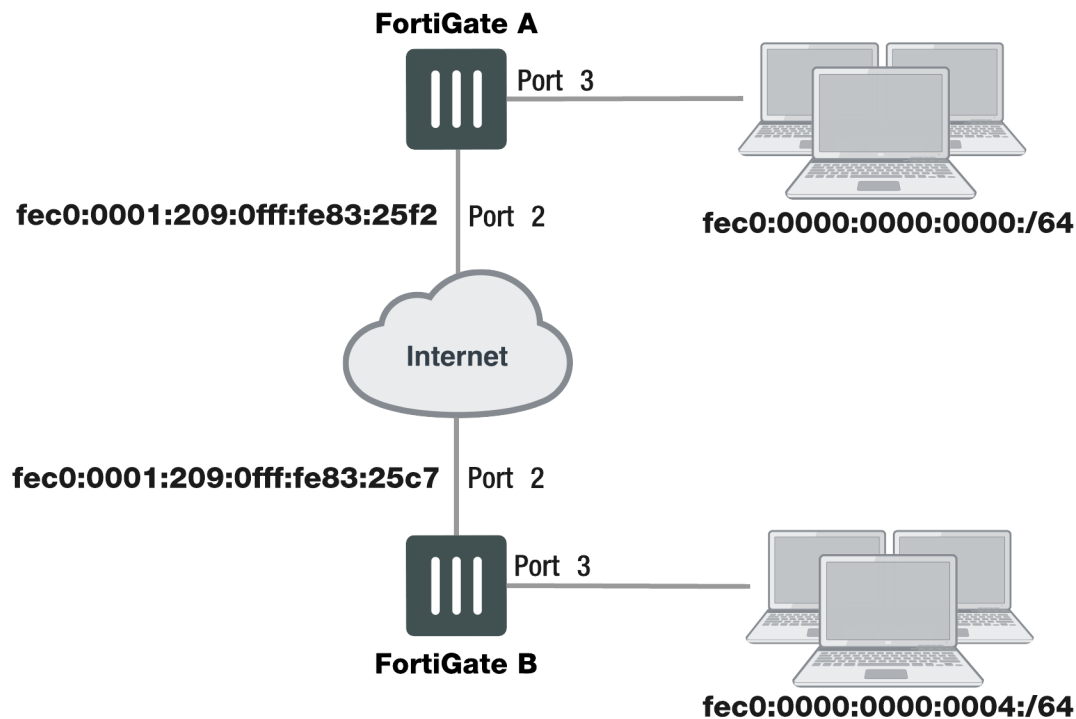 FortiGate A
Port 3
fec0:0001:209:0fff:fe83:25f2
Port 2
fec0:0000:0000:0000:/64
Internet
fec0:0001:209:0fff:fe83:25c7
Port 2
Port 3
FortiGate B
fec0:0000:0000:0004:/64